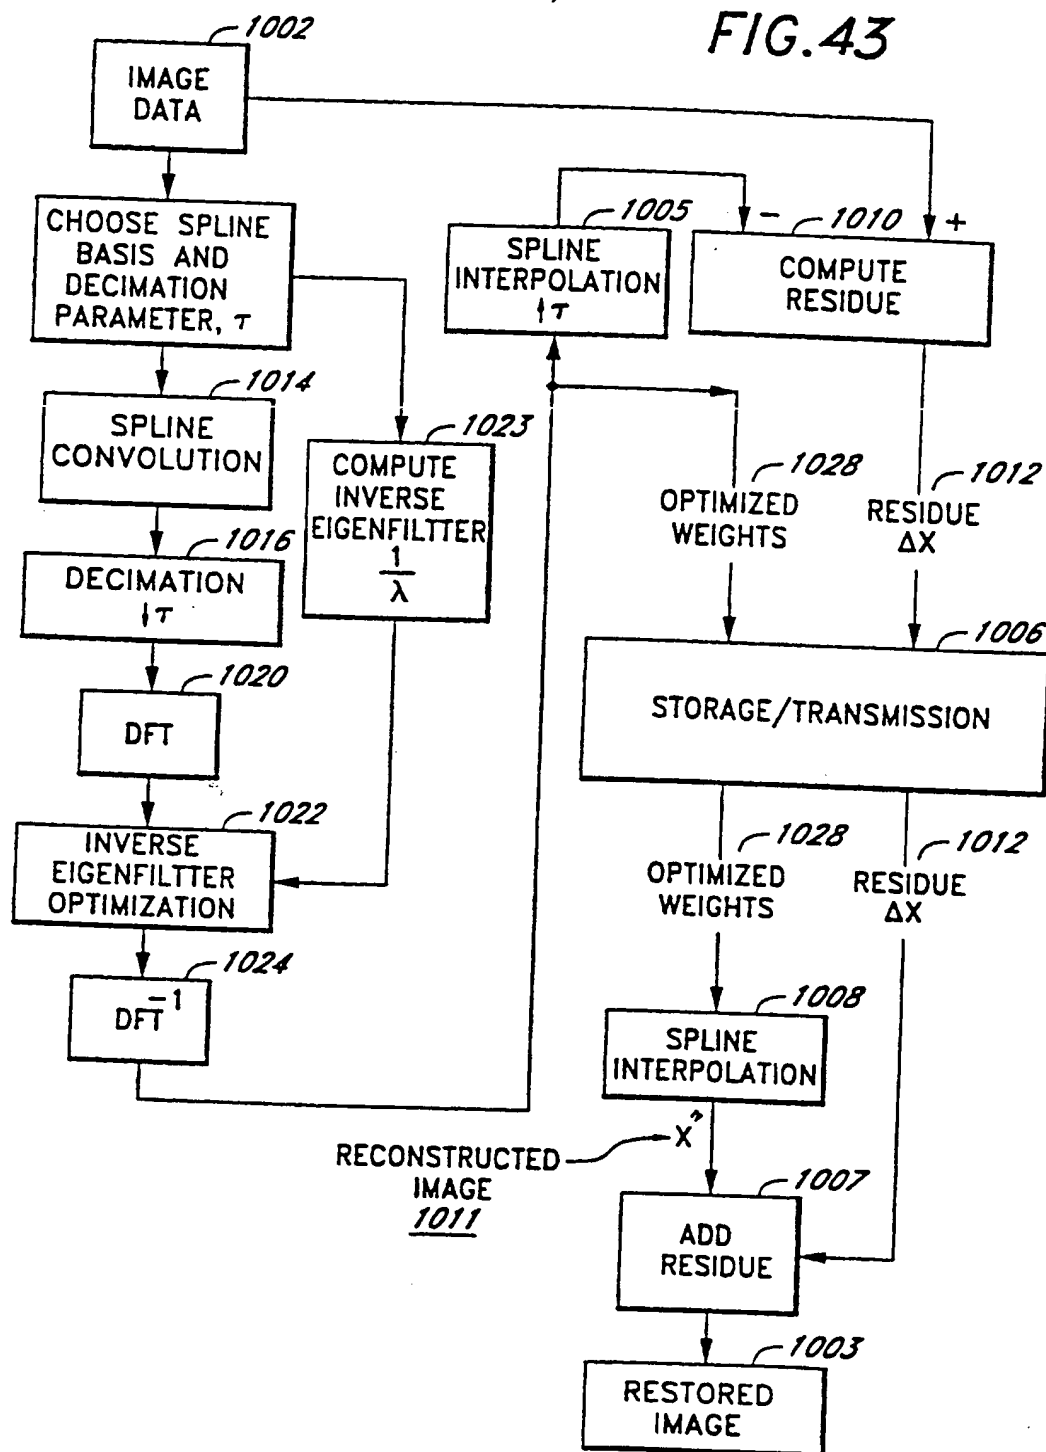 FIG.43
1002
IMAGE
DATA
CHOOSE SPLINE
BASIS AND
DECIMATION
PARAMETER, τ
1014
SPLINE
CONVOLUTION
1016
DECIMATION
↓τ
1020
DFT
1022
INVERSE
EIGENFILTTER
OPTIMIZATION
1024
DFT⁻¹
1023
COMPUTE
INVERSE
EIGENFILTTER
1
λ
1005
SPLINE
INTERPOLATION
↑τ
−
1010
+
COMPUTE
RESIDUE
1028
OPTIMIZED
WEIGHTS
1012
RESIDUE
ΔX
1006
STORAGE/TRANSMISSION
1028
OPTIMIZED
WEIGHTS
1012
RESIDUE
ΔX
1008
SPLINE
INTERPOLATION
RECONSTRUCTED
IMAGE
1011
X"
1007
ADD
RESIDUE
1003
RESTORED
IMAGE